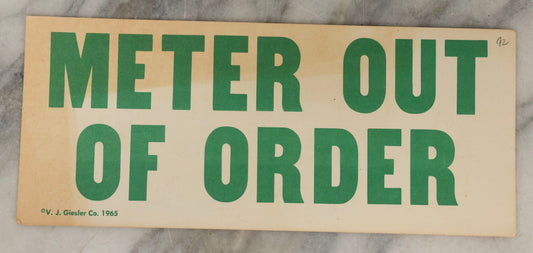 METER OUT
OF ORDER
©V. J. Giesler Co. 1965